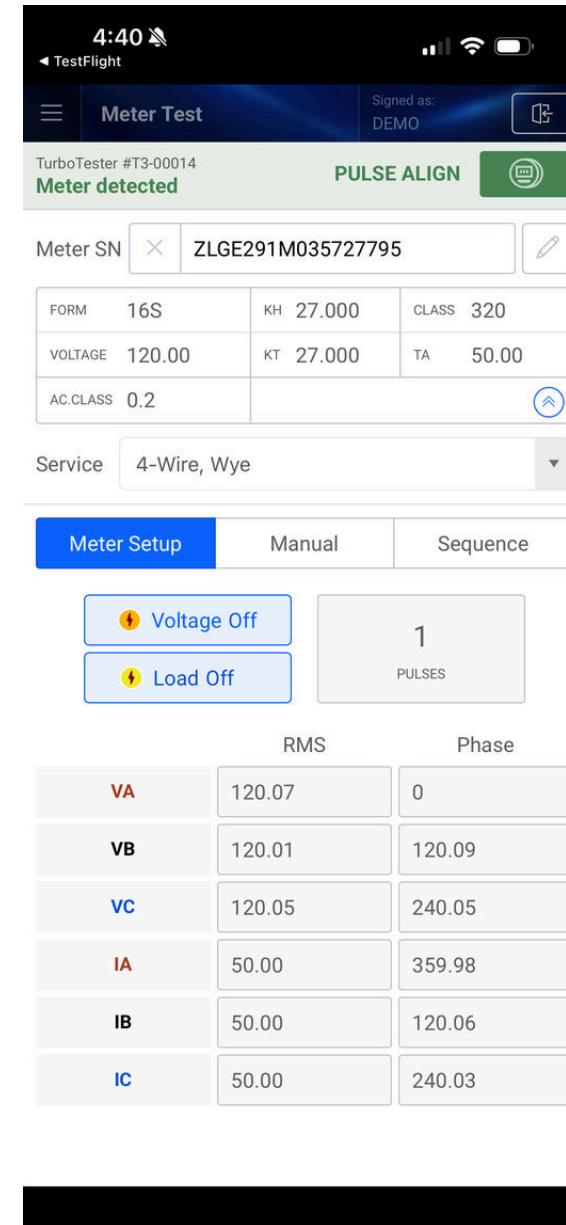 4:40
◀ TestFlight
Meter Test
Signed as:
DEMO
TurboTester #T3-00014
Meter detected
PULSE ALIGN
Meter SN ZLGE291M035727795
FORM 16S KH 27.000 CLASS 320
VOLTAGE 120.00 KT 27.000 TA 50.00
AC.CLASS 0.2
Service 4-Wire, Wye
Meter Setup Manual Sequence
Voltage Off
Load Off
1
PULSES
RMS Phase
VA 120.07 0
VB 120.01 120.09
VC 120.05 240.05
IA 50.00 359.98
IB 50.00 120.06
IC 50.00 240.03